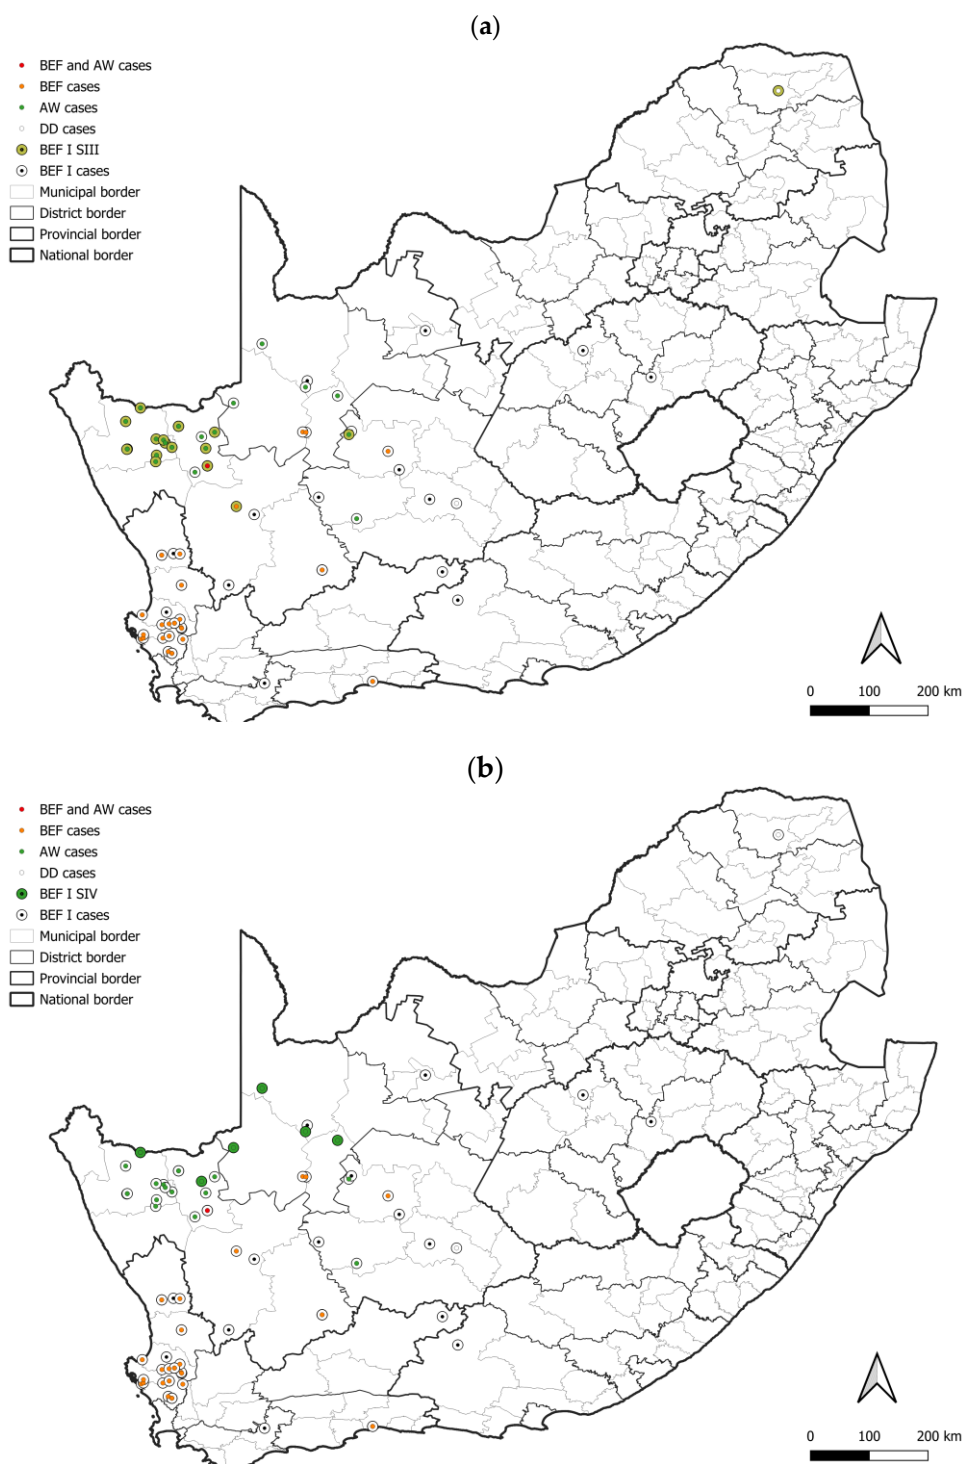 (a)
BEF and AW cases
BEF cases
AW cases
DD cases
BEF I SIII
BEF I cases
Municipal border
District border
Provincial border
National border
0 100 200 km
(b)
BEF and AW cases
BEF cases
AW cases
DD cases
BEF I SIV
BEF I cases
Municipal border
District border
Provincial border
National border
0 100 200 km